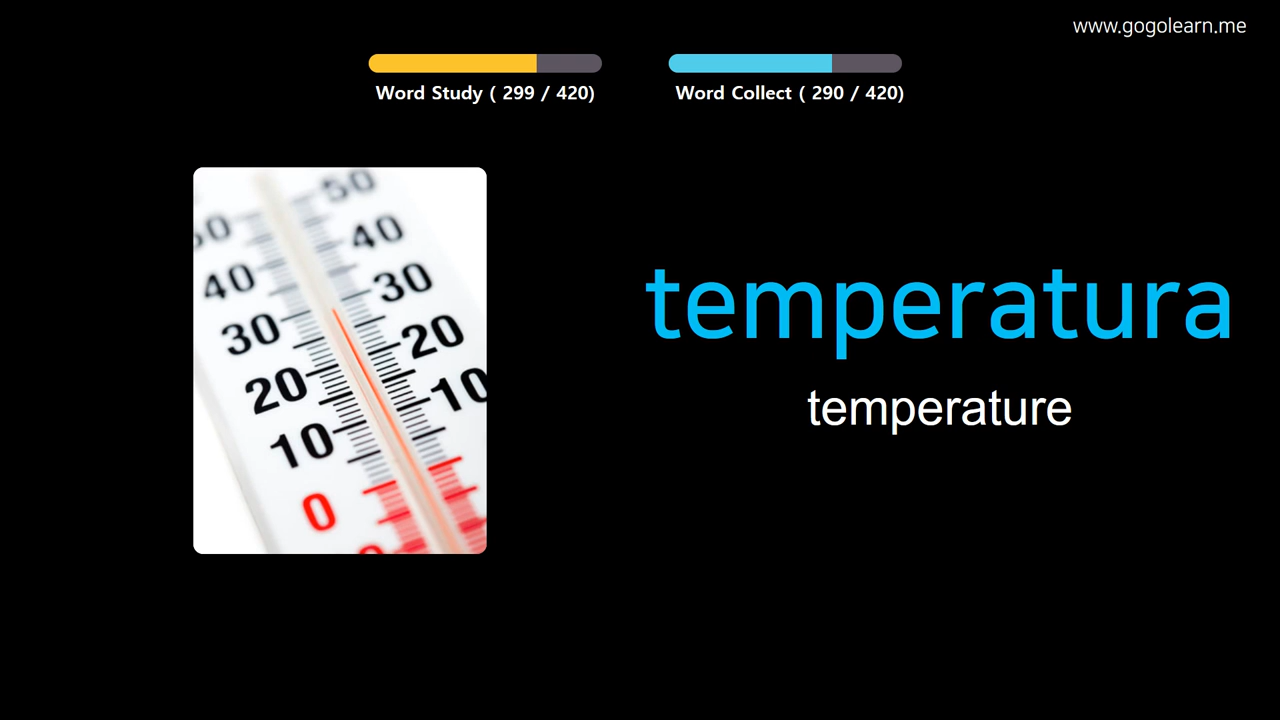 www.gogolearn.me
Word Study ( 299 / 420)
Word Collect ( 290 / 420)
50
50
40
40
30
30
20
20
10
10
0
temperatura
temperature